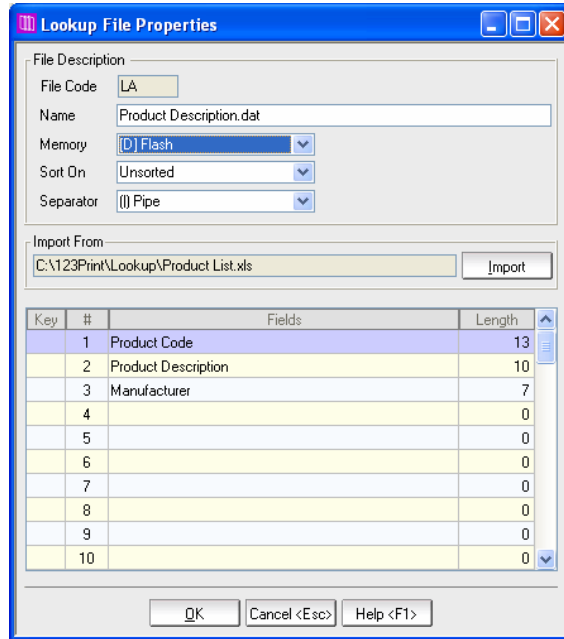 Lookup File Properties
File Description
File Code LA
Name Product Description.dat
Memory [D] Flash
Sort On Unsorted
Separator (|) Pipe
Import From
C:\123Print\Lookup\Product List.xls Import
Key # Fields Length
1 Product Code 13
2 Product Description 10
3 Manufacturer 7
4 0
5 0
6 0
7 0
8 0
9 0
10 0
OK Cancel <Esc> Help <F1>